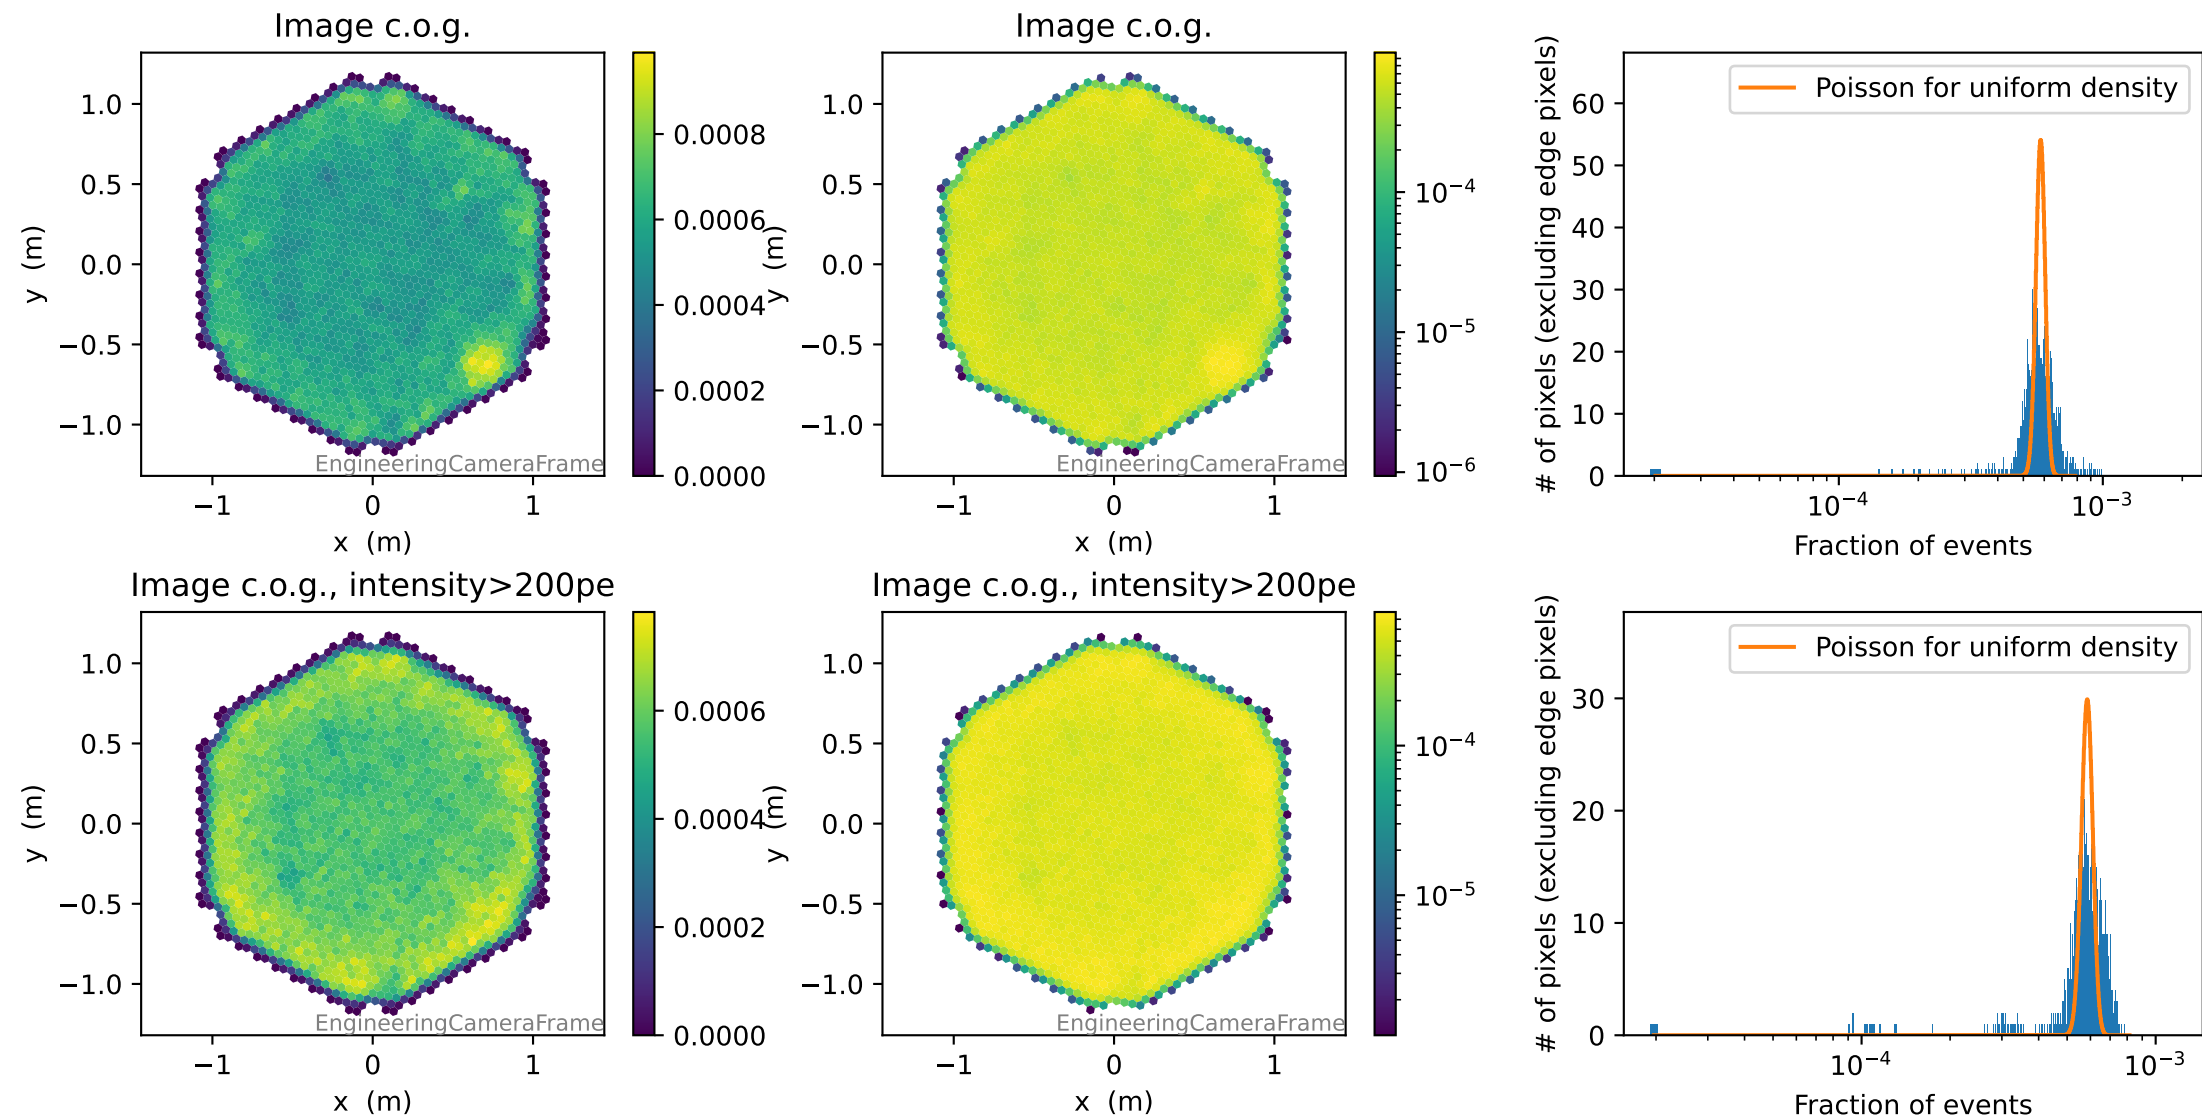 Image c.o.g.
1.0
0.5
0.0
−0.5
−1.0
y (m)
−1
0
1
x (m)
EngineeringCameraFrame
0.0008
0.0006
0.0004
0.0002
0.0000
Image c.o.g.
1.0
0.5
0.0
−0.5
−1.0
y (m)
−1
0
1
x (m)
EngineeringCameraFrame
10⁻⁴
10⁻⁵
10⁻⁶
Poisson for uniform density
# of pixels (excluding edge pixels)
60
50
40
30
20
10
0
10⁻⁴
10⁻³
Fraction of events
Image c.o.g., intensity>200pe
1.0
0.5
0.0
−0.5
−1.0
y (m)
−1
0
1
x (m)
EngineeringCameraFrame
0.0006
0.0004
0.0002
0.0000
Image c.o.g., intensity>200pe
1.0
0.5
0.0
−0.5
−1.0
y (m)
−1
0
1
x (m)
EngineeringCameraFrame
10⁻⁴
10⁻⁵
Poisson for uniform density
# of pixels (excluding edge pixels)
30
20
10
0
10⁻⁴
10⁻³
Fraction of events